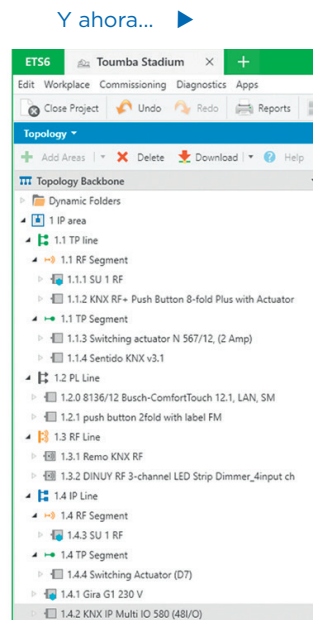 Y ahora...
ETS6 Toumba Stadium × +
Edit Workplace Commissioning Diagnostics Apps
Close Project Undo Redo Reports
Topology
Add Areas Delete Download Help
Topology Backbone
Dynamic Folders
1 IP area
1.1 TP line
1.1 RF Segment
1.1.1 SU 1 RF
1.1.2 KNX RF+ Push Button 8-fold Plus with Actuator
1.1 TP Segment
1.1.3 Switching actuator N 567/12, (2 Amp)
1.1.4 Sentido KNX v3.1
1.2 PL Line
1.2.0 8136/12 Busch-ComfortTouch 12.1, LAN, SM
1.2.1 push button 2fold with label FM
1.3 RF Line
1.3.1 Remo KNX RF
1.3.2 DINUY RF 3-channel LED Strip Dimmer_4input ch
1.4 IP Line
1.4 RF Segment
1.4.3 SU 1 RF
1.4 TP Segment
1.4.4 Switching Actuator (D7)
1.4.1 Gira G1 230 V
1.4.2 KNX IP Multi IO 580 (48I/O)